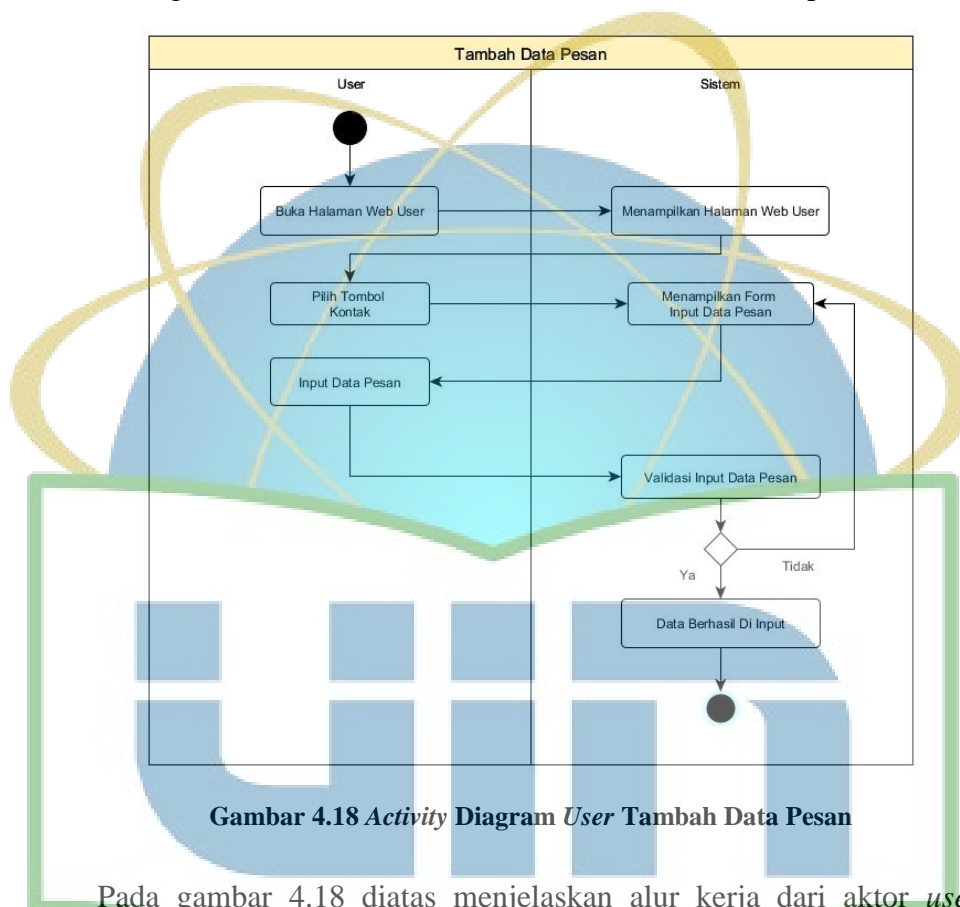 Tambah Data Pesan
User
Sistem
Buka Halaman Web User
Menampilkan Halaman Web User
Pilih Tombol
Kontak
Menampilkan Form
Input Data Pesan
Input Data Pesan
Validasi Input Data Pesan
Ya
Tidak
Data Berhasil Di Input
Gambar 4.18 Activity Diagram User Tambah Data Pesan
Pada gambar 4.18 diatas menjelaskan alur kerja dari aktor
uin